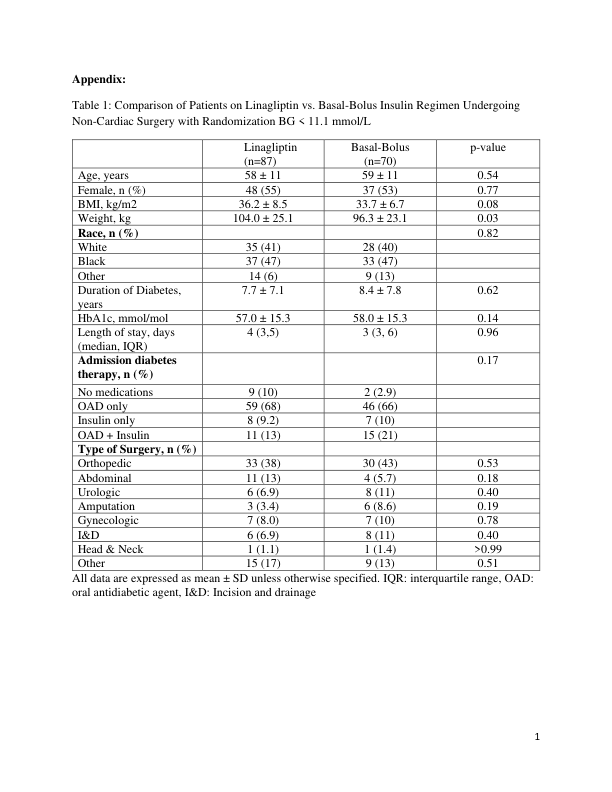 Appendix:
Table 1: Comparison of Patients on Linagliptin vs. Basal-Bolus Insulin Regimen Undergoing
Non-Cardiac Surgery with Randomization BG < 11.1 mmol/L
Linagliptin (n=87) Basal-Bolus (n=70) p-value
Age, years 58 ± 11 59 ± 11 0.54
Female, n (%) 48 (55) 37 (53) 0.77
BMI, kg/m2 36.2 ± 8.5 33.7 ± 6.7 0.08
Weight, kg 104.0 ± 25.1 96.3 ± 23.1 0.03
Race, n (%) 0.82
White 35 (41) 28 (40)
Black 37 (47) 33 (47)
Other 14 (6) 9 (13)
Duration of Diabetes, years 7.7 ± 7.1 8.4 ± 7.8 0.62
HbA1c, mmol/mol 57.0 ± 15.3 58.0 ± 15.3 0.14
Length of stay, days (median, IQR) 4 (3,5) 3 (3, 6) 0.96
Admission diabetes therapy, n (%) 0.17
No medications 9 (10) 2 (2.9)
OAD only 59 (68) 46 (66)
Insulin only 8 (9.2) 7 (10)
OAD + Insulin 11 (13) 15 (21)
Type of Surgery, n (%)
Orthopedic 33 (38) 30 (43) 0.53
Abdominal 11 (13) 4 (5.7) 0.18
Urologic 6 (6.9) 8 (11) 0.40
Amputation 3 (3.4) 6 (8.6) 0.19
Gynecologic 7 (8.0) 7 (10) 0.78
I&D 6 (6.9) 8 (11) 0.40
Head & Neck 1 (1.1) 1 (1.4) >0.99
Other 15 (17) 9 (13) 0.51
All data are expressed as mean ± SD unless otherwise specified. IQR: interquartile range, OAD:
oral antidiabetic agent, I&D: Incision and drainage
1